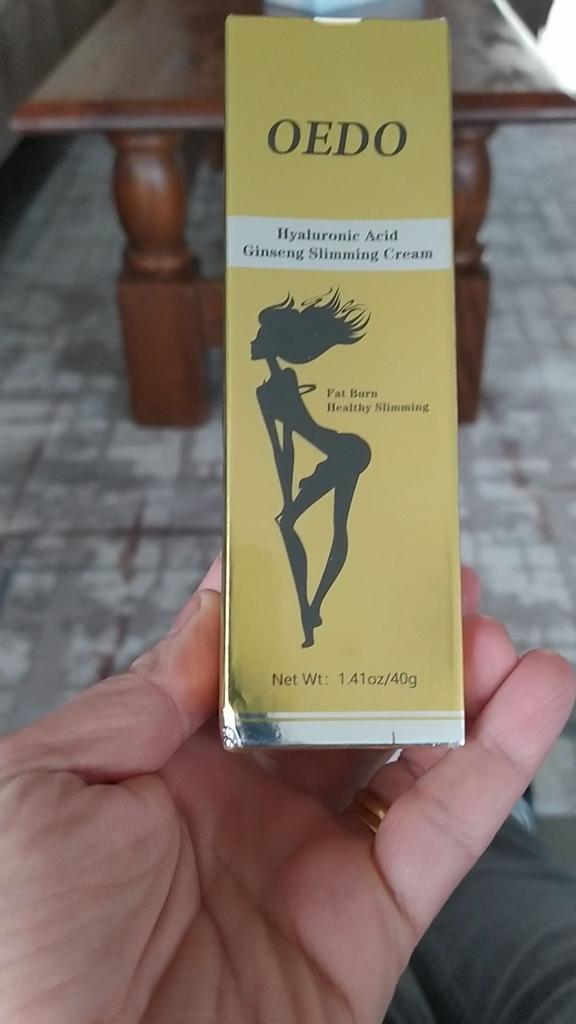 OEDO
Hyaluronic Acid
Ginseng Slimming Cream
Fat Burn
Healthy Slimming
Net Wt: 1.41oz/40g